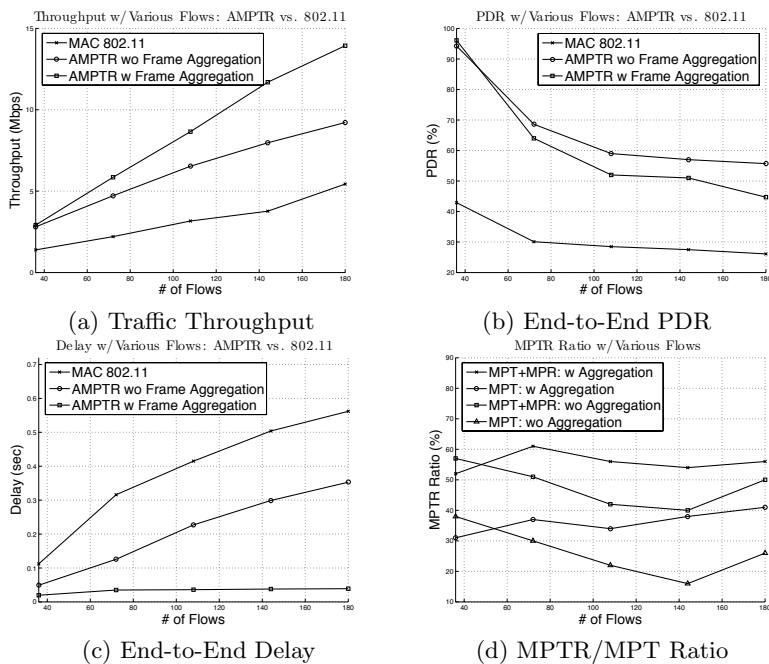 Throughput w/Various Flows: AMPTR vs. 802.11
MAC 802.11
AMPTR wo Frame Aggregation
AMPTR w Frame Aggregation
Throughput (Mbps)
15
10
5
0
40 60 80 100 120 140 160 180
# of Flows
(a) Traffic Throughput
PDR w/Various Flows: AMPTR vs. 802.11
MAC 802.11
AMPTR wo Frame Aggregation
AMPTR w Frame Aggregation
PDR (%)
100
90
80
70
60
50
40
30
20
40 60 80 100 120 140 160 180
# of Flows
(b) End-to-End PDR
Delay w/Various Flows: AMPTR vs. 802.11
MAC 802.11
AMPTR wo Frame Aggregation
AMPTR w Frame Aggregation
Delay (sec)
0.7
0.6
0.5
0.4
0.3
0.2
0.1
0
40 60 80 100 120 140 160 180
# of Flows
(c) End-to-End Delay
MPTR Ratio w/Various Flows
MPT+MPR: w Aggregation
MPT: w Aggregation
MPT+MPR: wo Aggregation
MPT: wo Aggregation
MPTR Ratio (%)
90
80
70
60
50
40
30
20
10
40 60 80 100 120 140 160 180
# of Flows
(d) MPTR/MPT Ratio